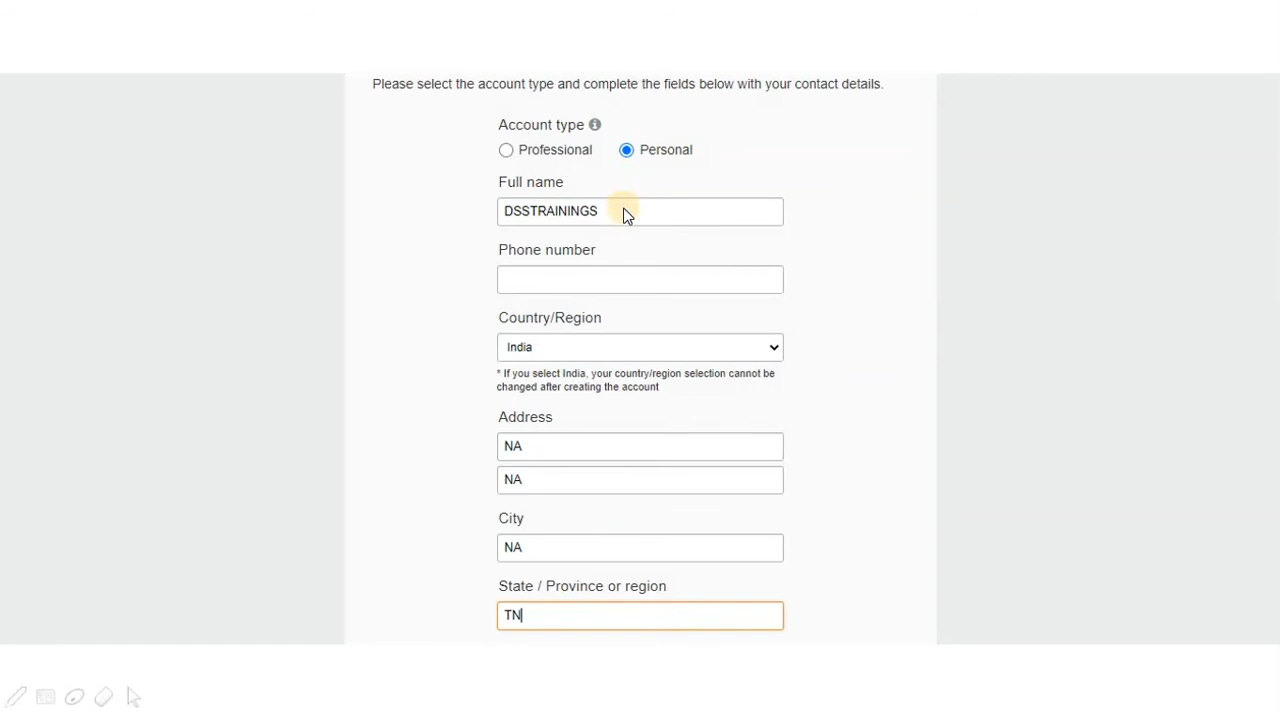 Please select the account type and complete the fields below with your contact details.
Account type
Professional Personal
Full name
DSSTRAININGS
Phone number
Country/Region
India
* If you select India, your country/region selection cannot be
changed after creating the account
Address
NA
NA
City
NA
State / Province or region
TN